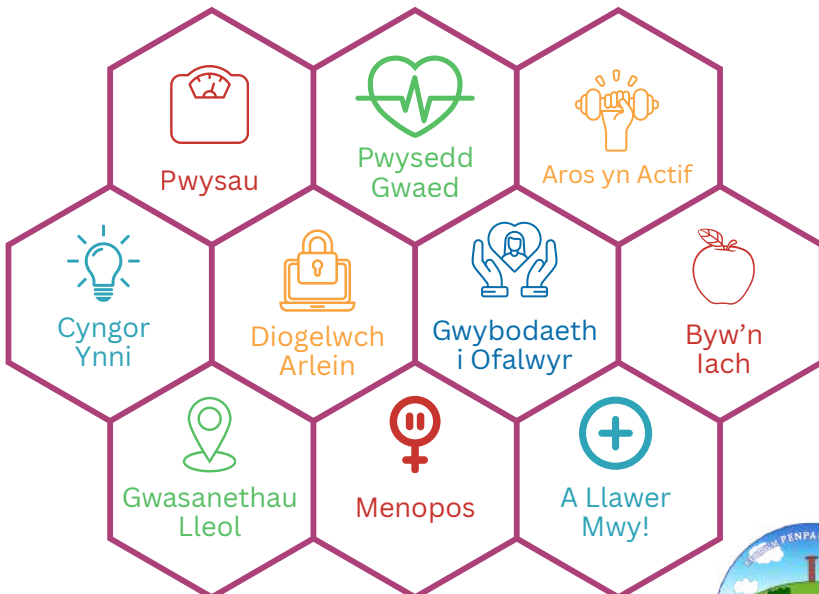 Pwysau
Pwysedd
Gwaed
Aros yn Actif
Cyngor
Ynni
Diogelwch
Arlein
Gwybodaeth
i Ofalwyr
Byw'n
Iach
Gwasanethau
Lleol
Menopos
A Llawer
Mwy!